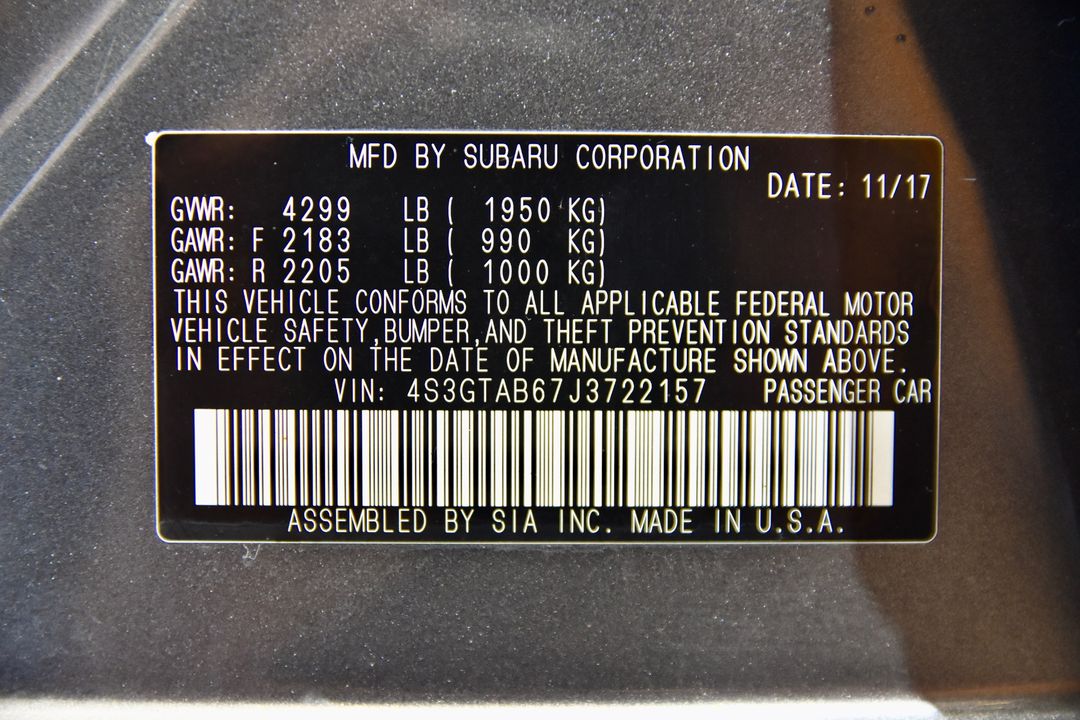 MFD BY SUBARU CORPORATION
DATE: 11/17
GVWR: 4299 LB ( 1950 KG)
GAWR: F 2183 LB ( 990 KG)
GAWR: R 2205 LB ( 1000 KG)
THIS VEHICLE CONFORMS TO ALL APPLICABLE FEDERAL MOTOR
VEHICLE SAFETY,BUMPER,AND THEFT PREVENTION STANDARDS
IN EFFECT ON THE DATE OF MANUFACTURE SHOWN ABOVE.
VIN: 4S3GTAB67J3722157 PASSENGER CAR
ASSEMBLED BY SIA INC. MADE IN U.S.A.